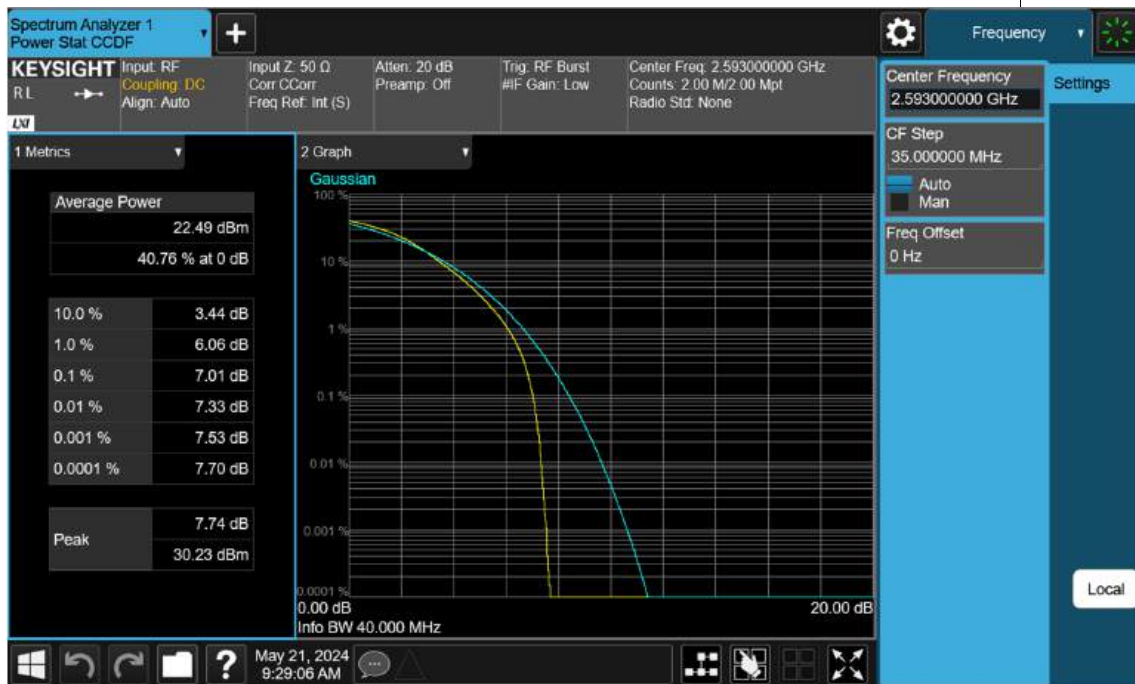 Spectrum Analyzer 1
Power Stat CCDF
Frequency
KEYSIGHT
RL
LXI
Input: RF
Coupling: DC
Align: Auto
Input Z: 50 Ω
Corr CCorr
Freq Ref: Int (S)
Atten: 20 dB
Preamp: Off
Trig: RF Burst
#IF Gain: Low
Center Freq: 2.593000000 GHz
Counts: 2.00 M/2.00 Mpt
Radio Std: None
Center Frequency
2.593000000 GHz
Settings
CF Step
35.000000 MHz
Auto
Man
Freq Offset
0 Hz
1 Metrics
Average Power
22.49 dBm
40.76 % at 0 dB
10.0 % 3.44 dB
1.0 % 6.06 dB
0.1 % 7.01 dB
0.01 % 7.33 dB
0.001 % 7.53 dB
0.0001 % 7.70 dB
Peak
7.74 dB
30.23 dBm
2 Graph
Gaussian
100 %
10 %
1 %
0.1 %
0.01 %
0.001 %
0.0001 %
0.00 dB 20.00 dB
Info BW 40.000 MHz
Local
?
May 21, 2024
9:29:06 AM